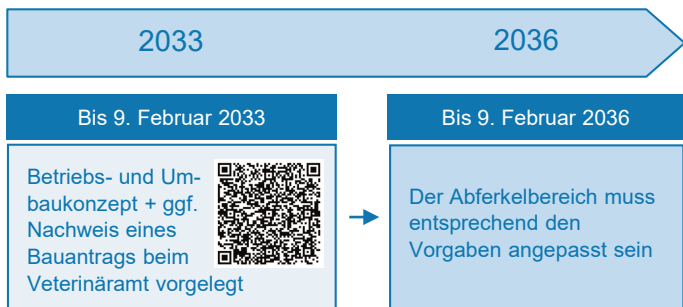 2033
2036
Bis 9. Februar 2033
Betriebs- und Um-
baukonzept + ggf.
Nachweis eines
Bauantrags beim
Veterinäramt vorgelegt
Bis 9. Februar 2036
Der Abferkelbereich muss
entsprechend den
Vorgaben angepasst sein